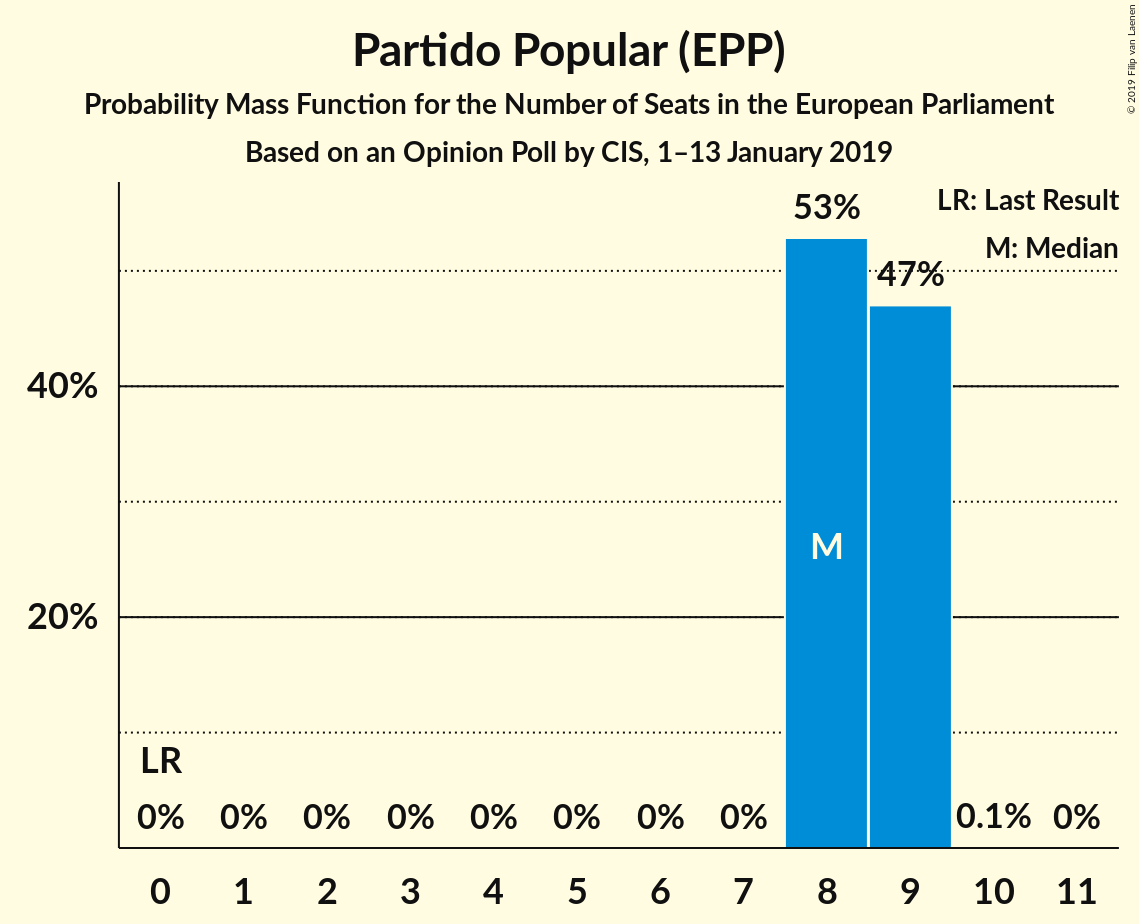 Partido Popular (EPP)
Probability Mass Function for the Number of Seats in the European Parliament
Based on an Opinion Poll by CIS, 1–13 January 2019
© 2019 Filip van Laenen
LR: Last Result
M: Median
53%
47%
40%
20%
M
LR
0% 0% 0% 0% 0% 0% 0% 0% 0.1% 0%
0 1 2 3 4 5 6 7 8 9 10 11